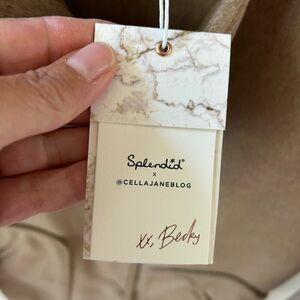 Splendid®
x
@CELLAJANEBLOG
xx, Becky